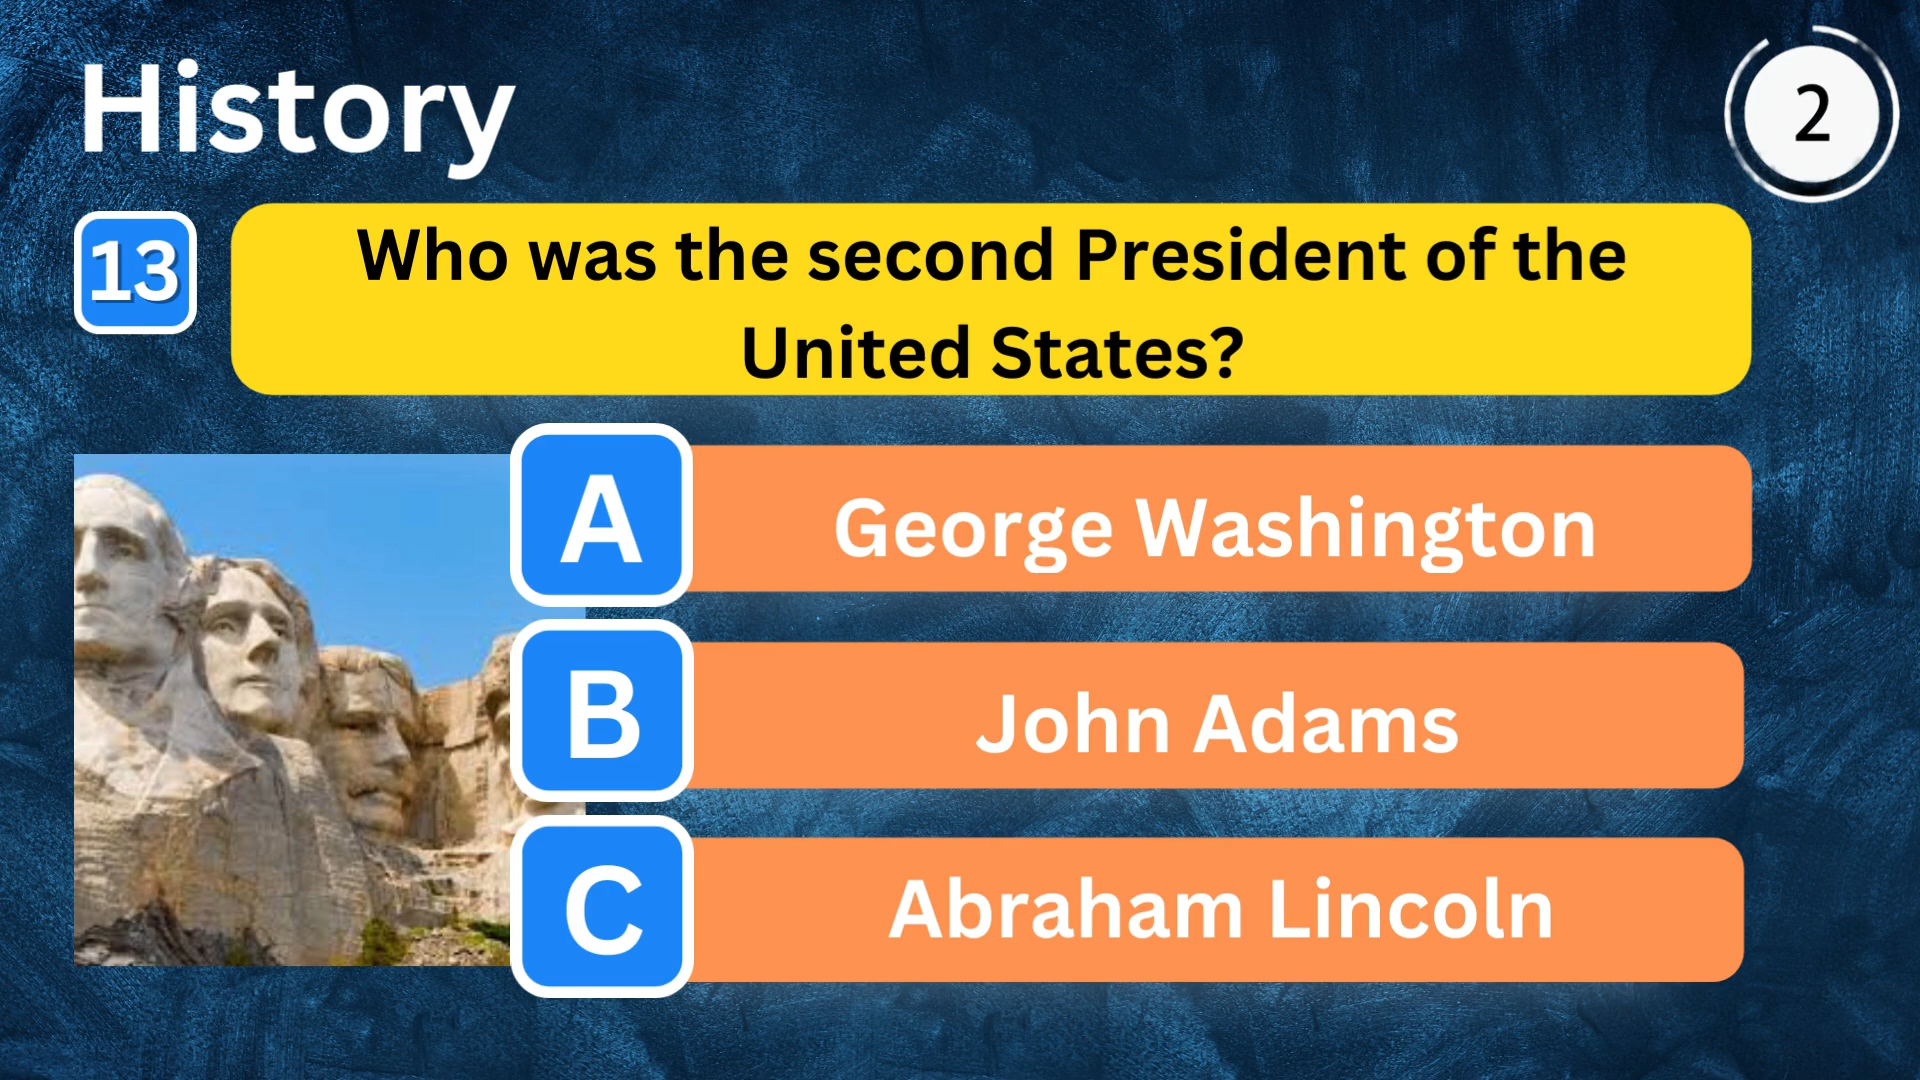 History
2
13
Who was the second President of the
United States?
A
George Washington
B
John Adams
C
Abraham Lincoln